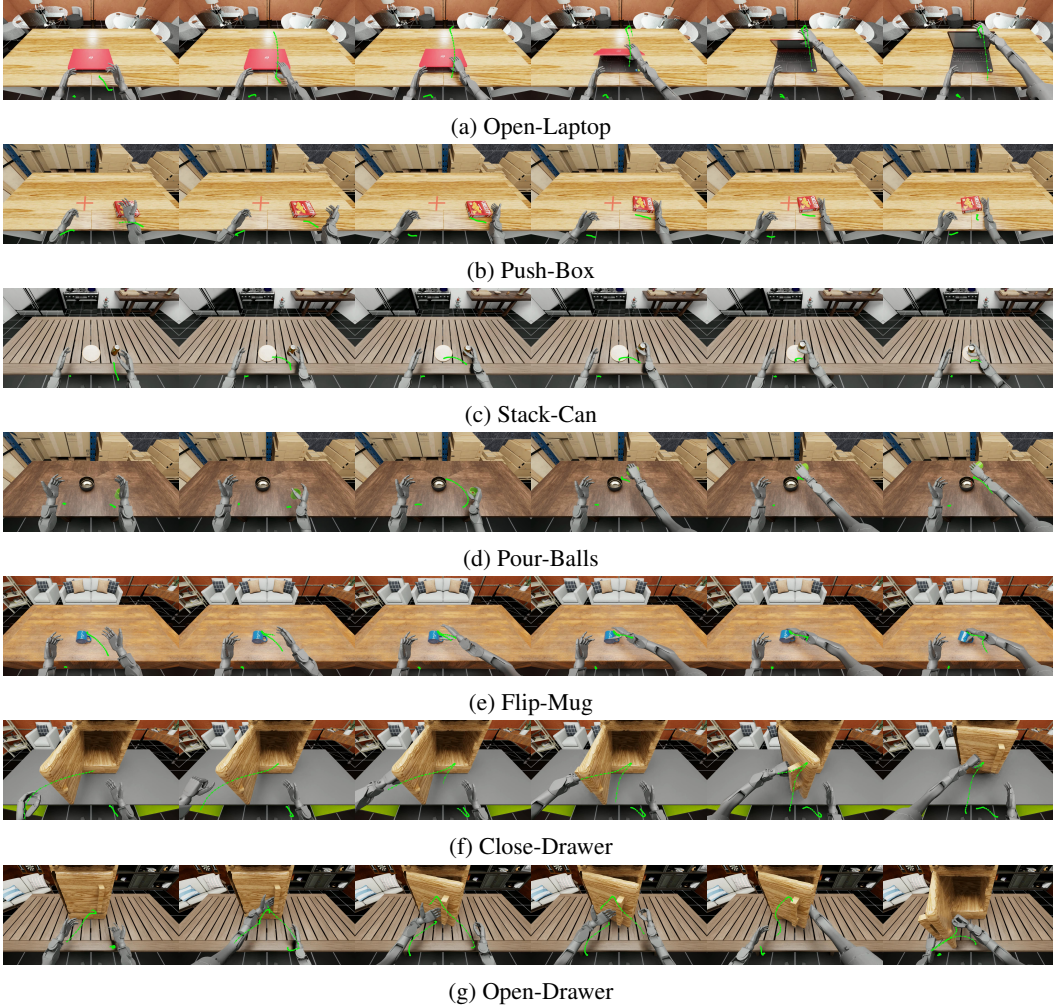 (a) Open-Laptop
(b) Push-Box
(c) Stack-Can
(d) Pour-Balls
(e) Flip-Mug
(f) Close-Drawer
(g) Open-Drawer